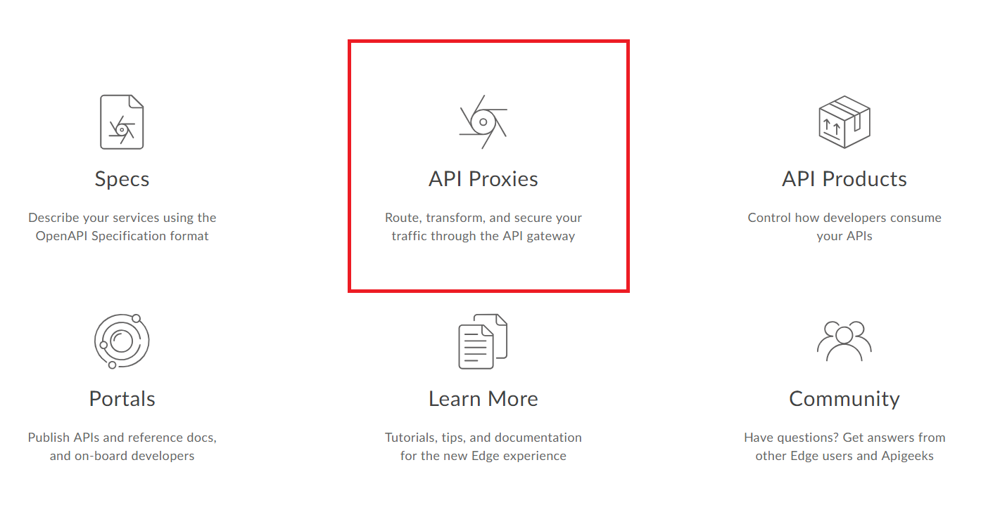 Specs
Describe your services using the
OpenAPI Specification format
API Proxies
Route, transform, and secure your
traffic through the API gateway
API Products
Control how developers consume
your APIs
Portals
Publish APIs and reference docs,
and on-board developers
Learn More
Tutorials, tips, and documentation
for the new Edge experience
Community
Have questions? Get answers from
other Edge users and Apigeeks